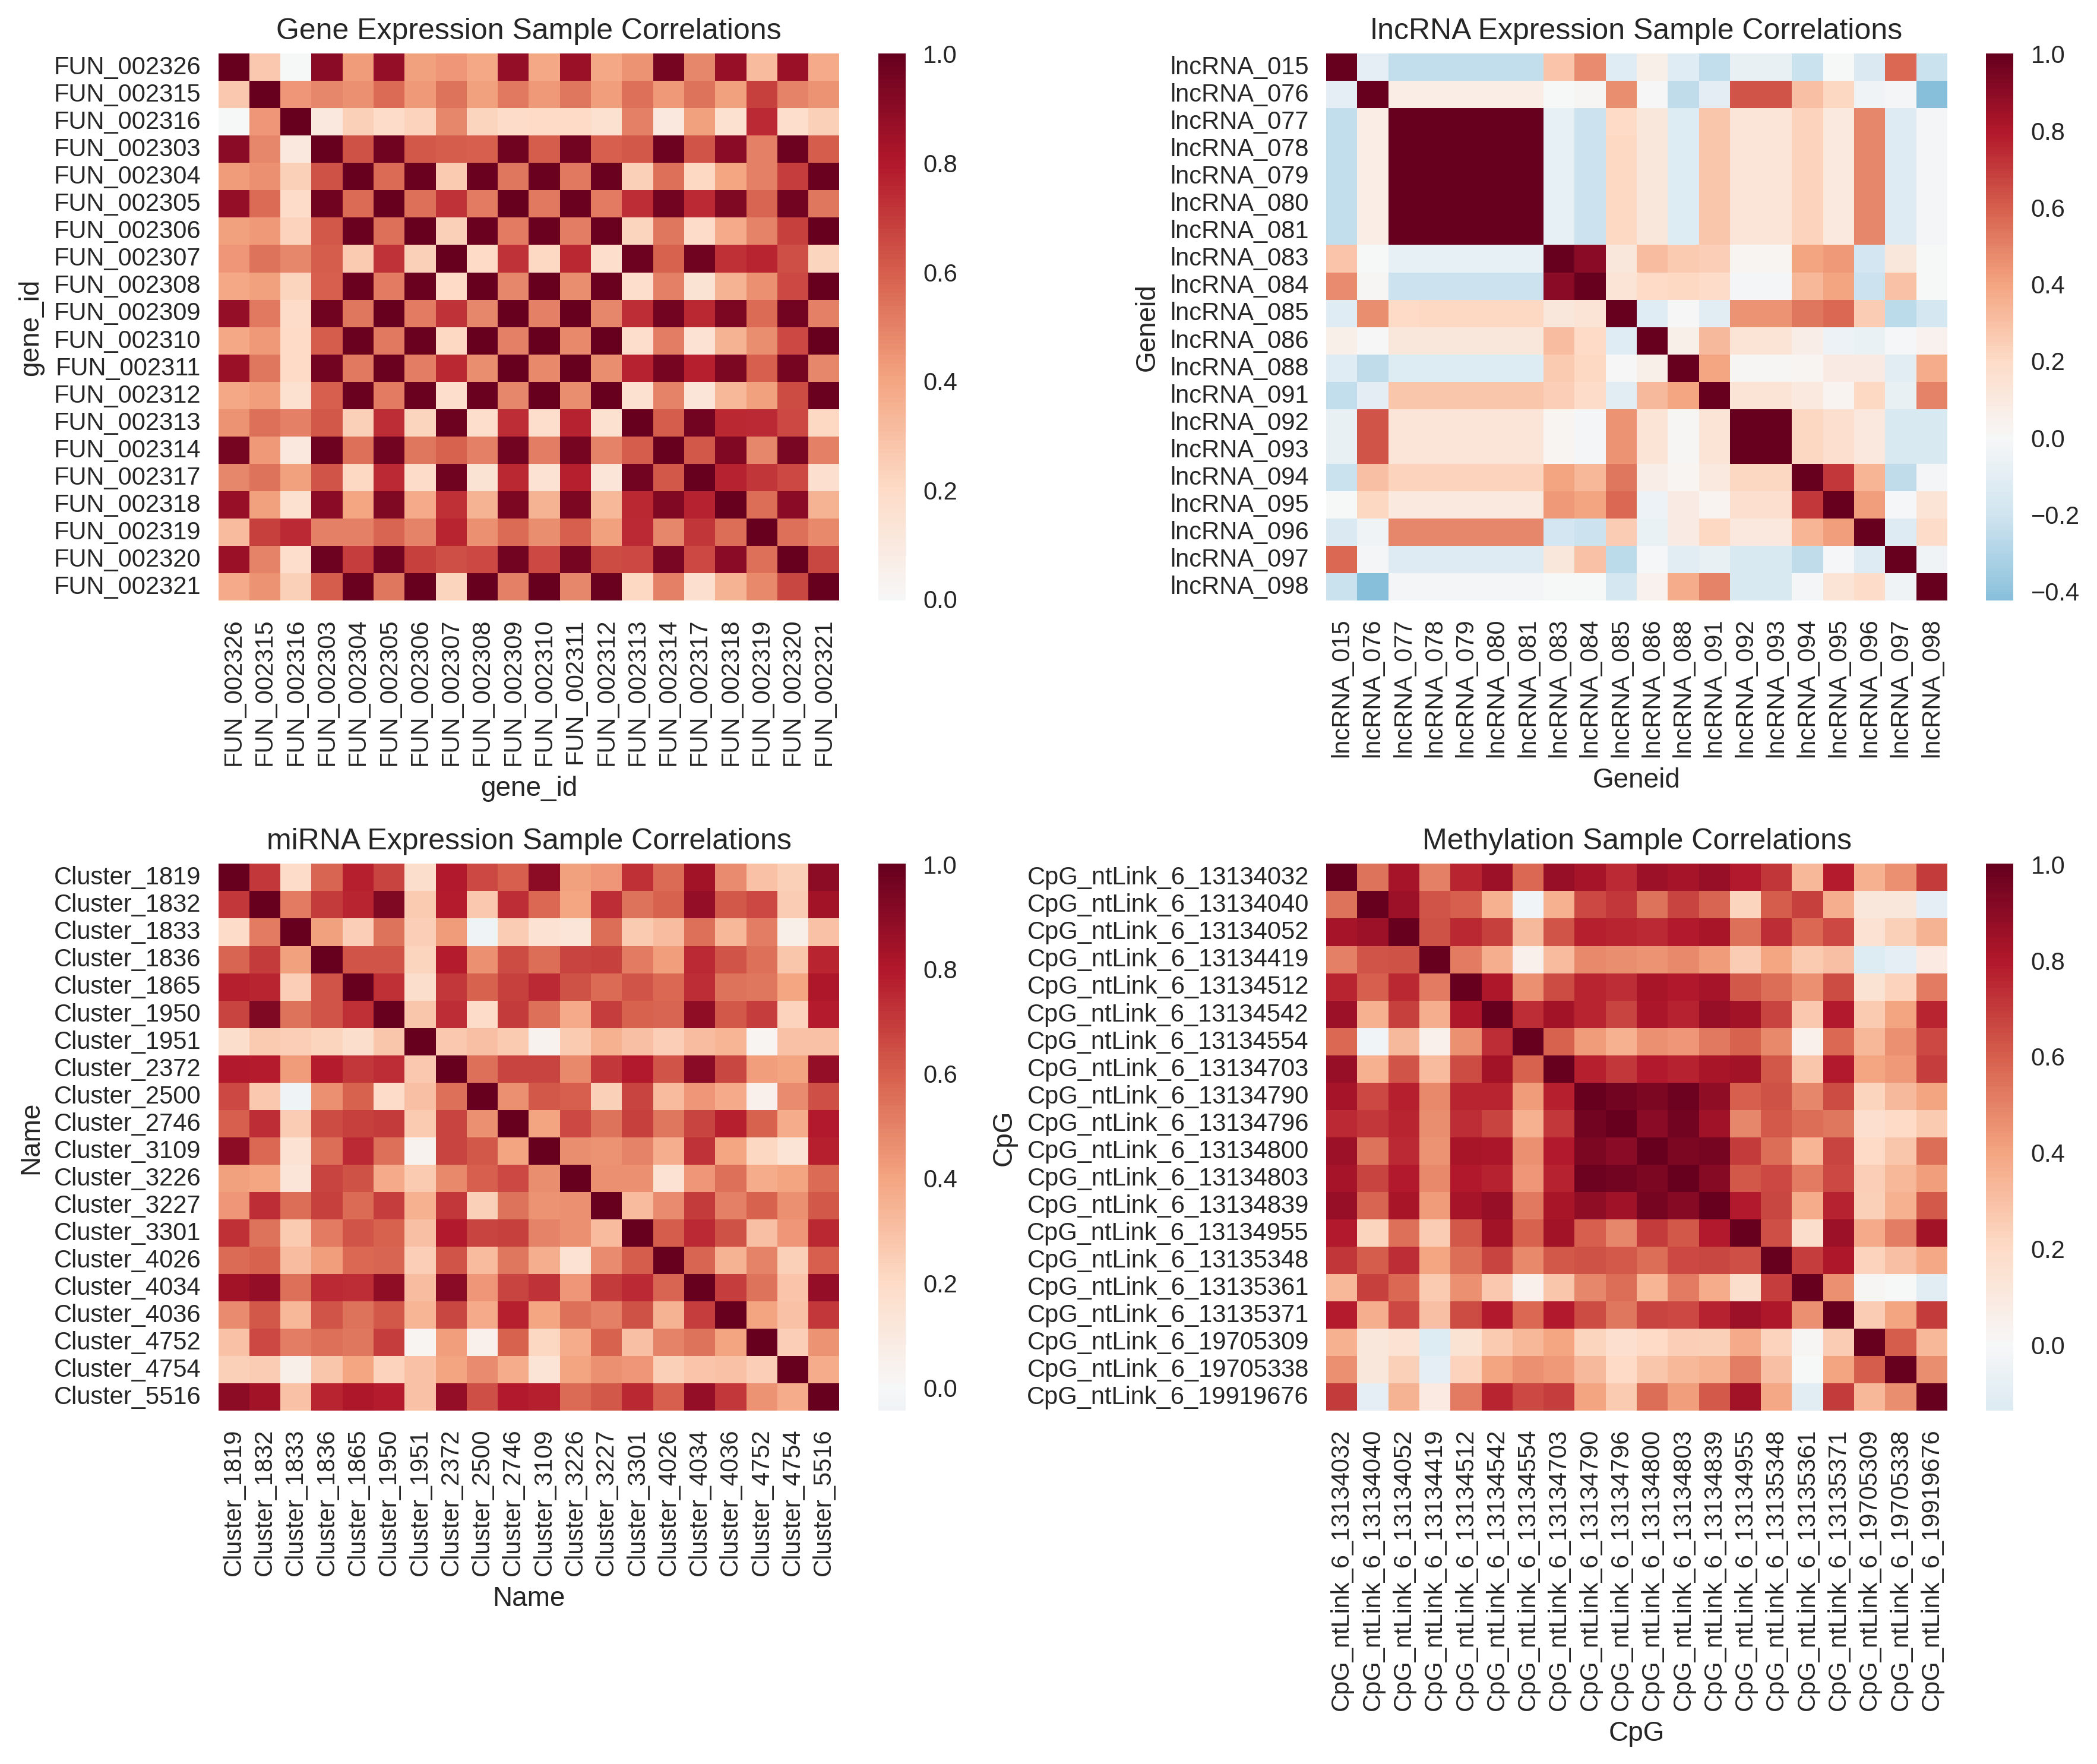 Gene Expression Sample Correlations
gene_id
FUN_002326
FUN_002315
FUN_002316
FUN_002303
FUN_002304
FUN_002305
FUN_002306
FUN_002307
FUN_002308
FUN_002309
FUN_002310
FUN_002311
FUN_002312
FUN_002313
FUN_002314
FUN_002317
FUN_002318
FUN_002319
FUN_002320
FUN_002321
FUN_002326
FUN_002315
FUN_002316
FUN_002303
FUN_002304
FUN_002305
FUN_002306
FUN_002307
FUN_002308
FUN_002309
FUN_002310
FUN_002311
FUN_002312
FUN_002313
FUN_002314
FUN_002317
FUN_002318
FUN_002319
FUN_002320
FUN_002321
gene_id
1.0
0.8
0.6
0.4
0.2
0.0
lncRNA Expression Sample Correlations
Geneid
lncRNA_015
lncRNA_076
lncRNA_077
lncRNA_078
lncRNA_079
lncRNA_080
lncRNA_081
lncRNA_083
lncRNA_084
lncRNA_085
lncRNA_086
lncRNA_088
lncRNA_091
lncRNA_092
lncRNA_093
lncRNA_094
lncRNA_095
lncRNA_096
lncRNA_097
lncRNA_098
lncRNA_015
lncRNA_076
lncRNA_077
lncRNA_078
lncRNA_079
lncRNA_080
lncRNA_081
lncRNA_083
lncRNA_084
lncRNA_085
lncRNA_086
lncRNA_088
lncRNA_091
lncRNA_092
lncRNA_093
lncRNA_094
lncRNA_095
lncRNA_096
lncRNA_097
lncRNA_098
Geneid
1.0
0.8
0.6
0.4
0.2
0.0
−0.2
−0.4
miRNA Expression Sample Correlations
Name
Cluster_1819
Cluster_1832
Cluster_1833
Cluster_1836
Cluster_1865
Cluster_1950
Cluster_1951
Cluster_2372
Cluster_2500
Cluster_2746
Cluster_3109
Cluster_3226
Cluster_3227
Cluster_3301
Cluster_4026
Cluster_4034
Cluster_4036
Cluster_4752
Cluster_4754
Cluster_5516
Cluster_1819
Cluster_1832
Cluster_1833
Cluster_1836
Cluster_1865
Cluster_1950
Cluster_1951
Cluster_2372
Cluster_2500
Cluster_2746
Cluster_3109
Cluster_3226
Cluster_3227
Cluster_3301
Cluster_4026
Cluster_4034
Cluster_4036
Cluster_4752
Cluster_4754
Cluster_5516
Name
1.0
0.8
0.6
0.4
0.2
0.0
Methylation Sample Correlations
CpG
CpG_ntLink_6_13134032
CpG_ntLink_6_13134040
CpG_ntLink_6_13134052
CpG_ntLink_6_13134419
CpG_ntLink_6_13134512
CpG_ntLink_6_13134542
CpG_ntLink_6_13134554
CpG_ntLink_6_13134703
CpG_ntLink_6_13134790
CpG_ntLink_6_13134796
CpG_ntLink_6_13134800
CpG_ntLink_6_13134803
CpG_ntLink_6_13134839
CpG_ntLink_6_13134955
CpG_ntLink_6_13135348
CpG_ntLink_6_13135361
CpG_ntLink_6_13135371
CpG_ntLink_6_19705309
CpG_ntLink_6_19705338
CpG_ntLink_6_19919676
CpG_ntLink_6_13134032
CpG_ntLink_6_13134040
CpG_ntLink_6_13134052
CpG_ntLink_6_13134419
CpG_ntLink_6_13134512
CpG_ntLink_6_13134542
CpG_ntLink_6_13134554
CpG_ntLink_6_13134703
CpG_ntLink_6_13134790
CpG_ntLink_6_13134796
CpG_ntLink_6_13134800
CpG_ntLink_6_13134803
CpG_ntLink_6_13134839
CpG_ntLink_6_13134955
CpG_ntLink_6_13135348
CpG_ntLink_6_13135361
CpG_ntLink_6_13135371
CpG_ntLink_6_19705309
CpG_ntLink_6_19705338
CpG_ntLink_6_19919676
CpG
1.0
0.8
0.6
0.4
0.2
0.0